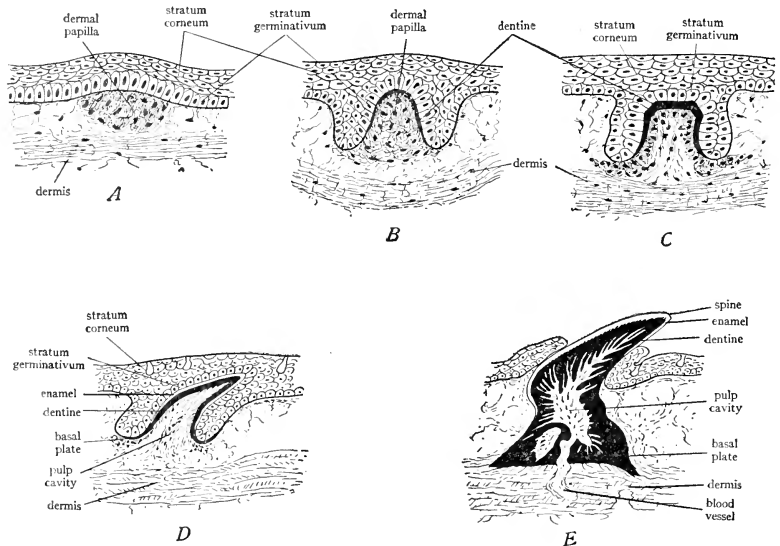 dermal
papilla
stratum
corneum
stratum
germinativum
dermal
papilla
dentine
stratum
corneum
stratum
germinativum
dermis
dermis
A
B
C
stratum
corneum
stratum
germinativum
enamel
dentine
basal
plate
pulp
cavity
dermis
D
spine
enamel
dentine
pulp
cavity
basal
plate
dermis
blood
vessel
E